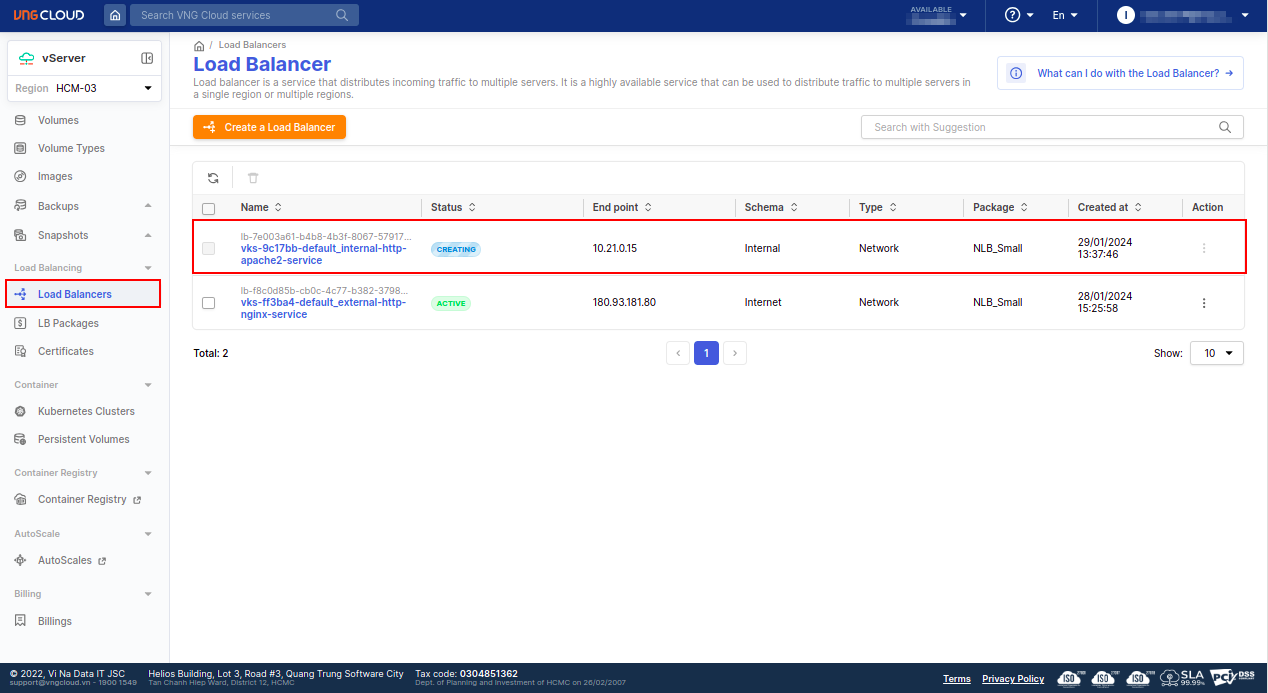 VNGCLOUD
Search VNG Cloud services
AVAILABLE
En
I
vServer
Region HCM-03
Volumes
Volume Types
Images
Backups
Snapshots
Load Balancing
Load Balancers
LB Packages
Certificates
Container
Kubernetes Clusters
Persistent Volumes
Container Registry
Container Registry
AutoScale
AutoScales
Billing
Billings
/ Load Balancers
Load Balancer
Load balancer is a service that distributes incoming traffic to multiple servers. It is a highly available service that can be used to distribute traffic to multiple servers in
a single region or multiple regions.
What can I do with the Load Balancer? →
Create a Load Balancer
Search with Suggestion
Name Status End point Schema Type Package Created at Action
lb-7e003a61-b4b8-4b3f-8067-57917...
vks-9c17bb-default_internal-http-
apache2-service
CREATING
10.21.0.15
Internal
Network
NLB_Small
29/01/2024
13:37:46
lb-f8c0d85b-cb0c-4c77-b382-3798...
vks-ff3ba4-default_external-http-
nginx-service
ACTIVE
180.93.181.80
Internet
Network
NLB_Small
28/01/2024
15:25:58
Total: 2
1
Show: 10
© 2022, Vi Na Data IT JSC
support@vngcloud.vn - 1900 1549
Helios Building, Lot 3, Road #3, Quang Trung Software City
Tan Chanh Hiep Ward, District 12, HCMC
Tax code: 0304851362
Dept. of Planning and Investment of HCMC on 26/02/2007
Terms
Privacy Policy
ISO
ISO
ISO
SLA
99.99%
PCI DSS